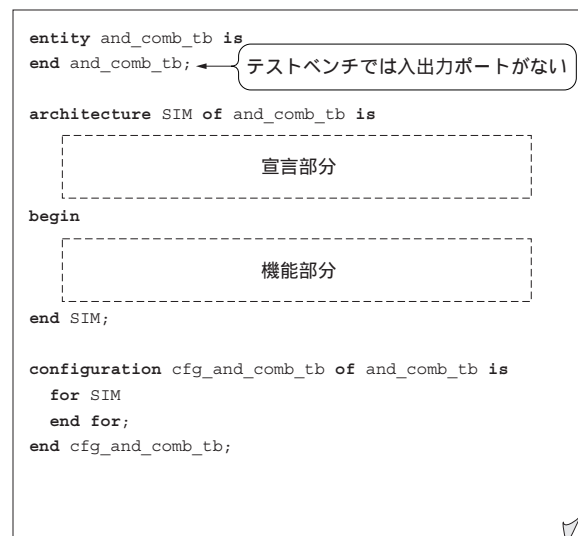 entity and_comb_tb is
end and_comb_tb;
テストベンチでは入出力ポートがない
architecture SIM of and_comb_tb is
宣言部分
begin
機能部分
end SIM;
configuration cfg_and_comb_tb of and_comb_tb is
for SIM
end for;
end cfg_and_comb_tb;